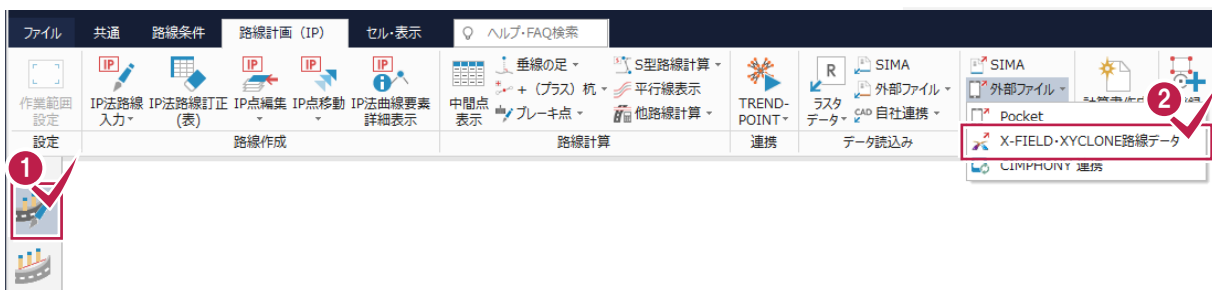 ファイル 共通 路線条件 路線計画（IP） セル・表示 ヘルプ・FAQ検索
作業範囲
設定
IP法路線
入力
IP法路線訂正
(表)
IP点編集
IP点移動
IP法曲線要素
詳細表示
中間点
表示
垂線の足
+（プラス）杭
ブレーキ点
S型路線計算
平行線表示
他路線計算
TREND-
POINT
R
ラスタ
データ
SIMA
外部ファイル
CAD 自社連携
SIMA
外部ファイル
設定 路線作成 路線計算 連携 データ読込み
Pocket
X-FIELD・XYCLONE路線データ
CIMPHONY 連携
1
2